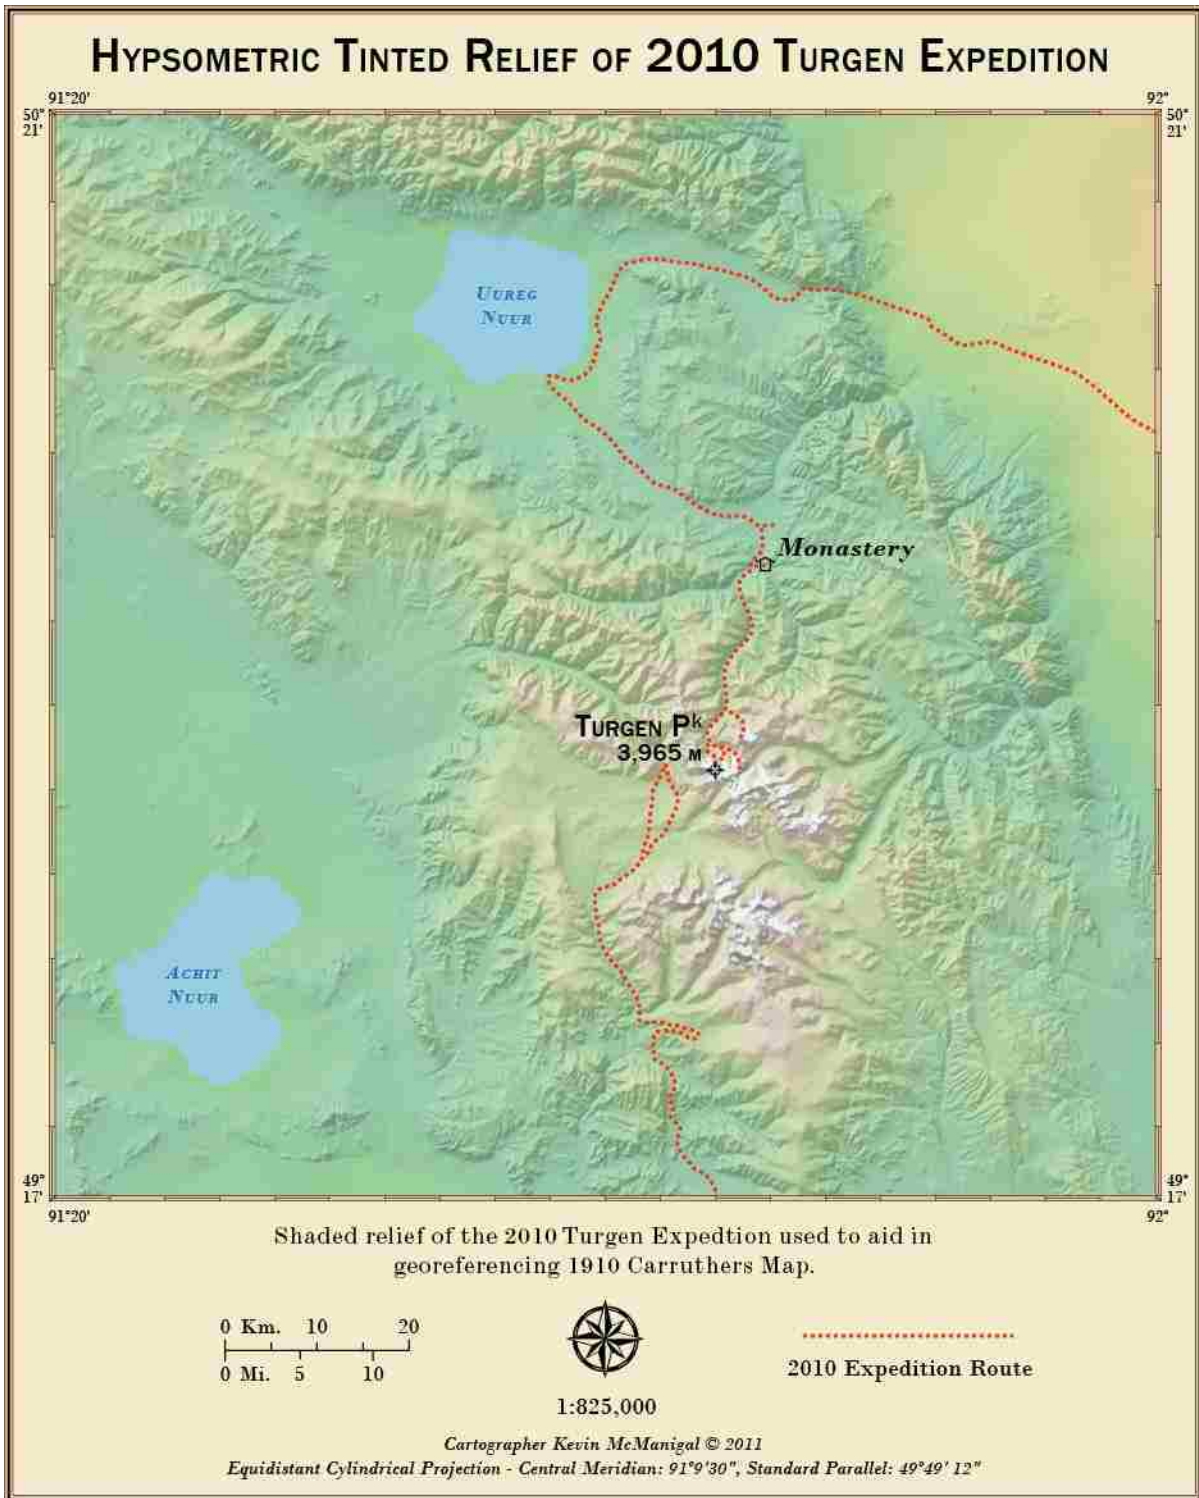 Hypsometric Tinted Relief of 2010 Turgen Expedition
91°20' 92°
50° 50°
21' 21'
Uureg
Nuur
Monastery
Turgen Pk
3,965 m
Achit
Nuur
49° 49°
17' 17'
91°20' 92°
Shaded relief of the 2010 Turgen Expedtion used to aid in
georeferencing 1910 Carruthers Map.
0 Km. 10 20
0 Mi. 5 10
2010 Expedition Route
1:825,000
Cartographer Kevin McManigal © 2011
Equidistant Cylindrical Projection - Central Meridian: 91°9'30", Standard Parallel: 49°49' 12"